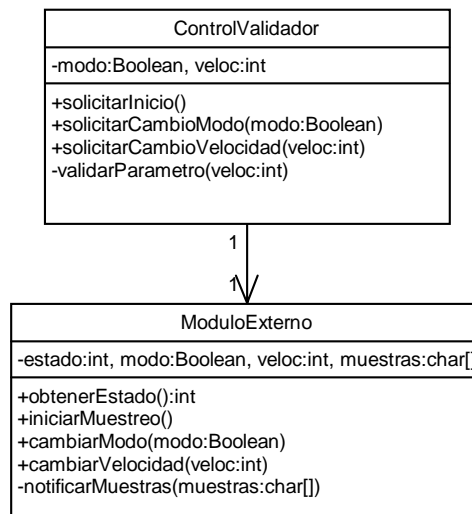 ControlValidador
-modo:Boolean, veloc:int
+solicitarInicio()
+solicitarCambioModo(modo:Boolean)
+solicitarCambioVelocidad(veloc:int)
-validarParametro(veloc:int)
1
1
ModuloExterno
-estado:int, modo:Boolean, veloc:int, muestras:char[]
+obtenerEstado():int
+iniciarMuestreo()
+cambiarModo(modo:Boolean)
+cambiarVelocidad(veloc:int)
-notificarMuestras(muestras:char[])